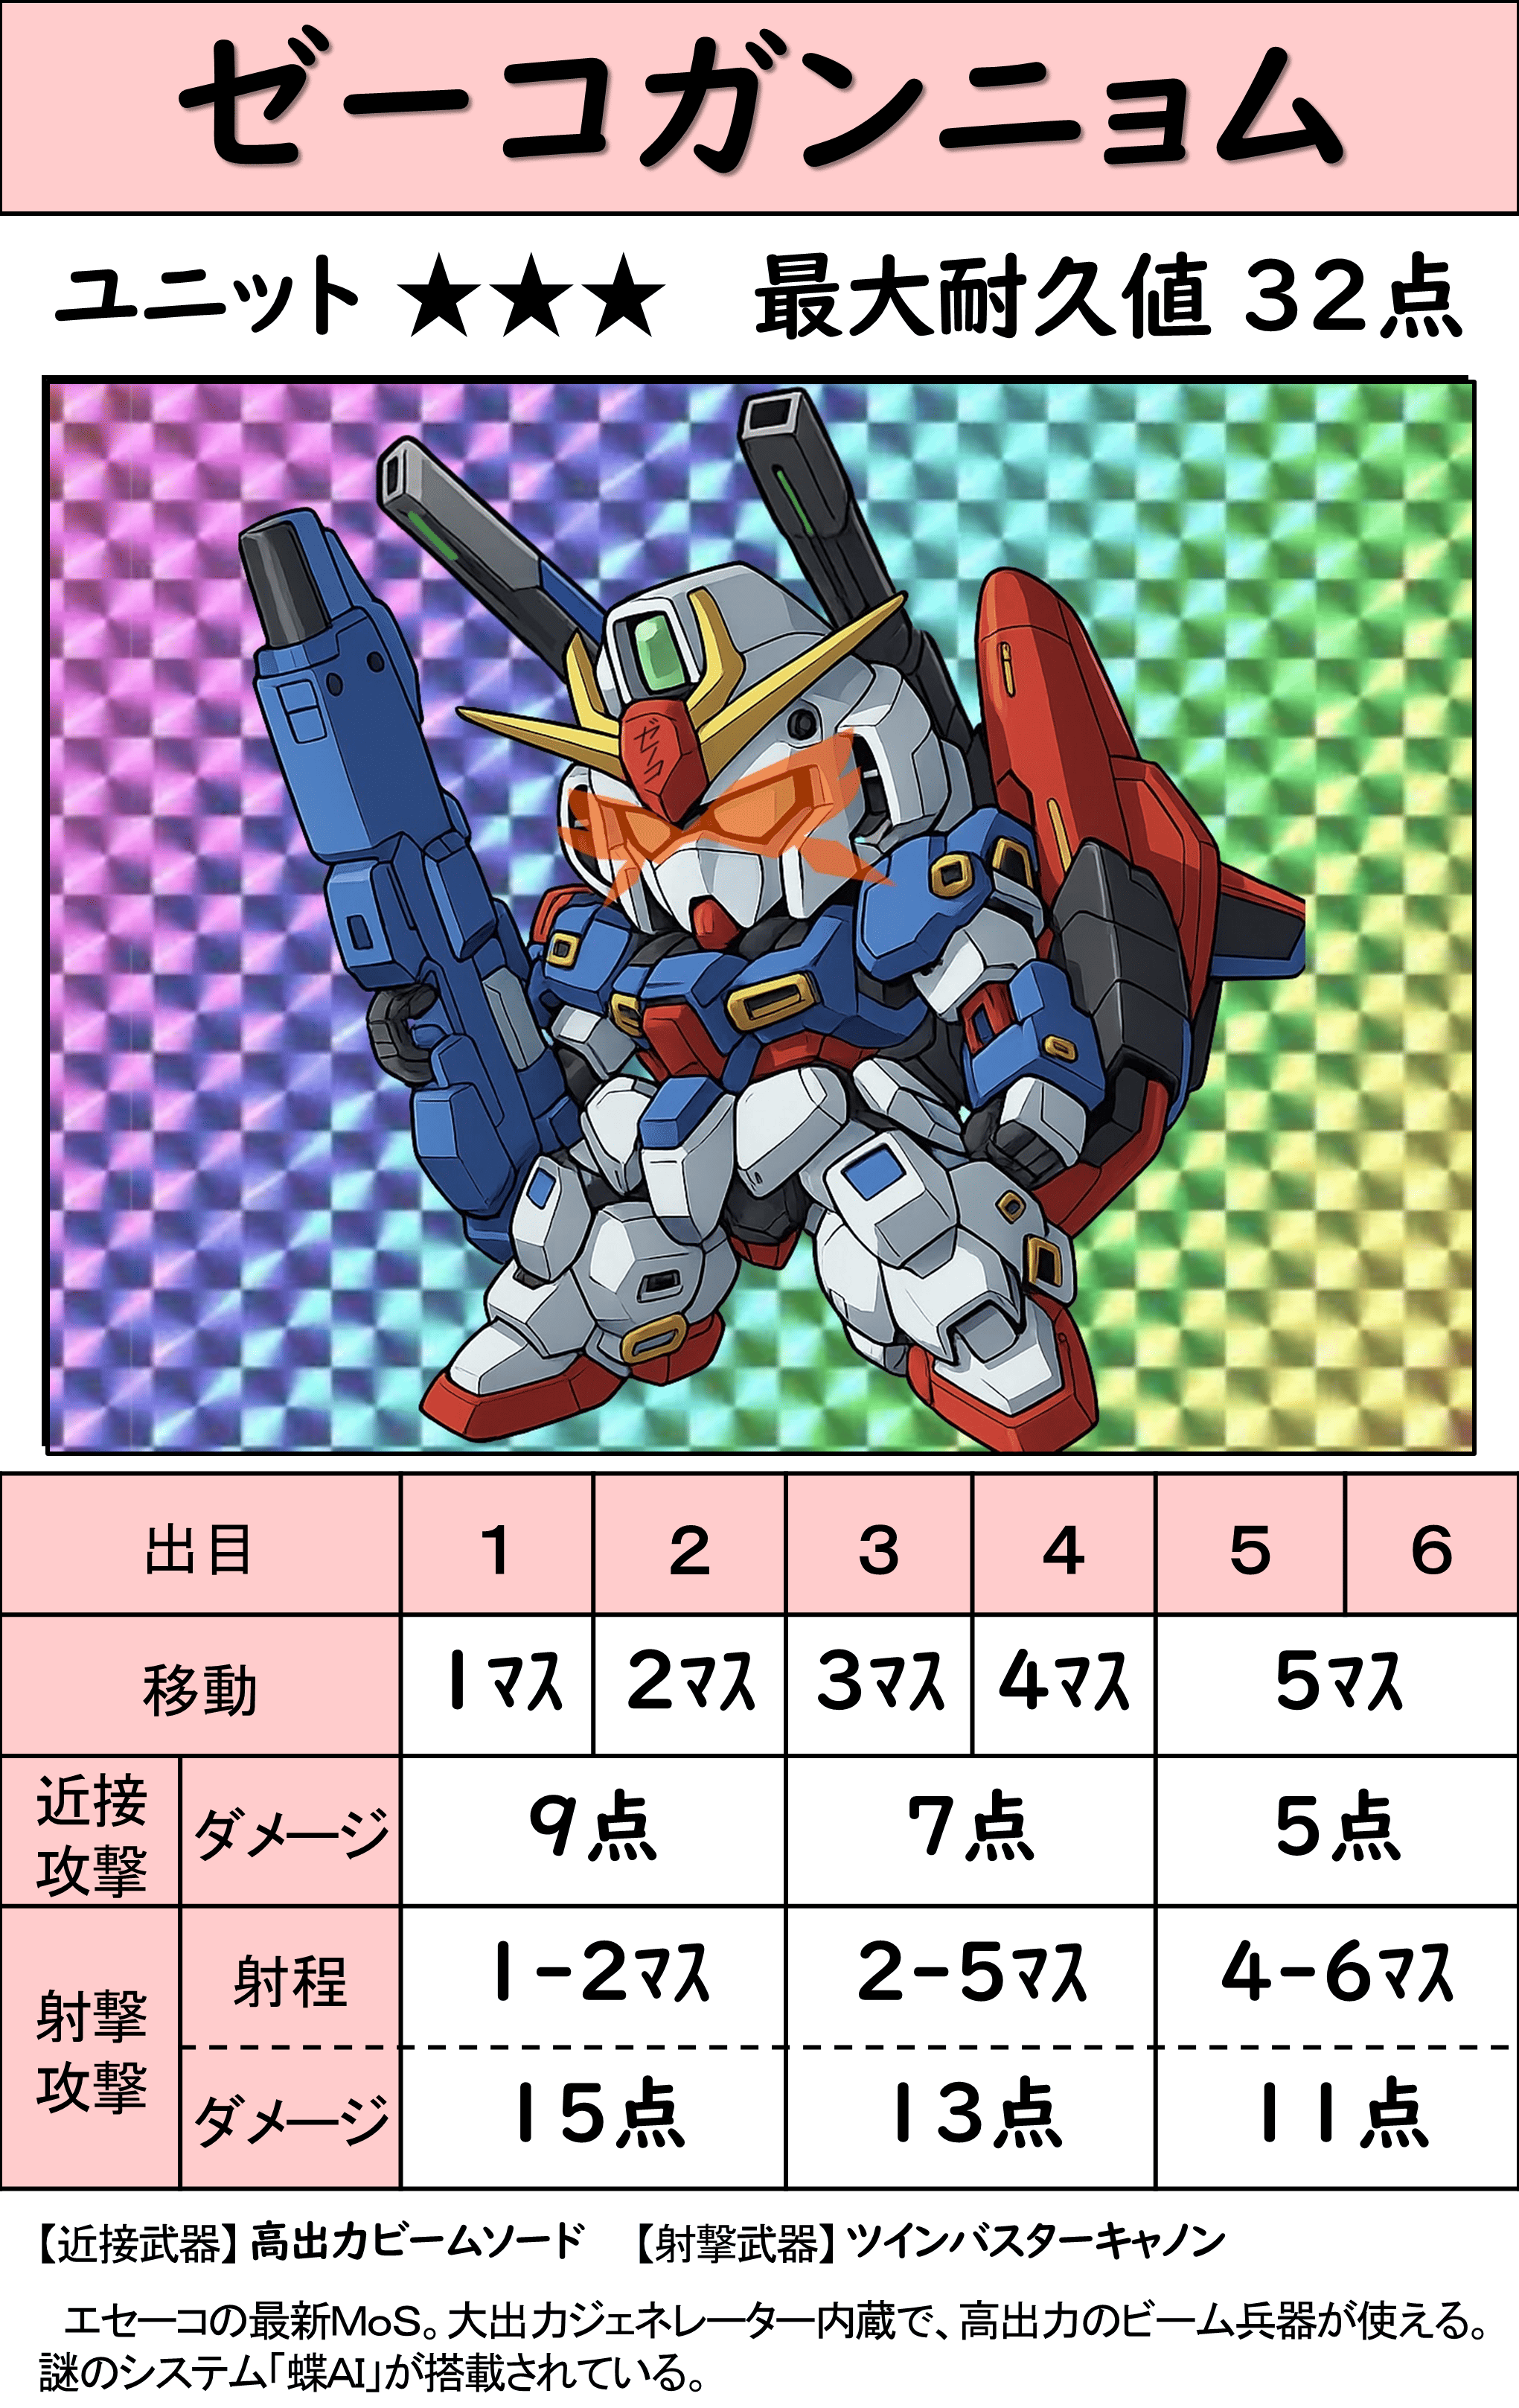 ゼーコガンニョム
ユニット ★★★ 最大耐久値 32点
ゼーコ
出目 1 2 3 4 5 6
移動 1マス 2マス 3マス 4マス 5マス
近接攻撃 ダメージ 9点 7点 5点
射撃攻撃 射程 1-2マス 2-5マス 4-6マス
ダメージ 15点 13点 11点
【近接武器】高出力ビームソード 【射撃武器】ツインバスターキャノン
エセーコの最新MoS。大出力ジェネレーター内蔵で、高出力のビーム兵器が使える。
謎のシステム「蝶AI」が搭載されている。